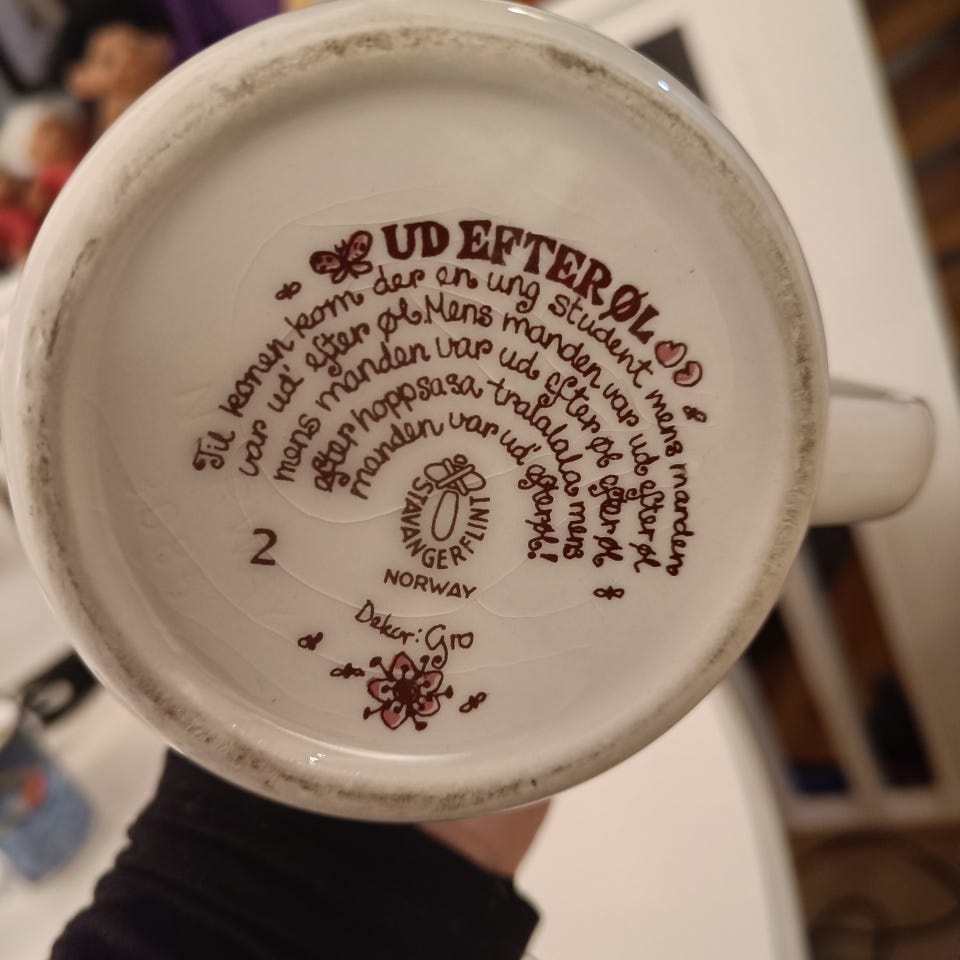 UD EFTER ØL
Til konen kom der en ung student mens manden
var ud' efter øl. Mens manden var ud efter øl
mens manden var ud efter øl efter øl
efter hoppsasa tralalala mens
manden var ud' efterøl!
STAVANGERFLINT
NORWAY
2
Dekor: Gro